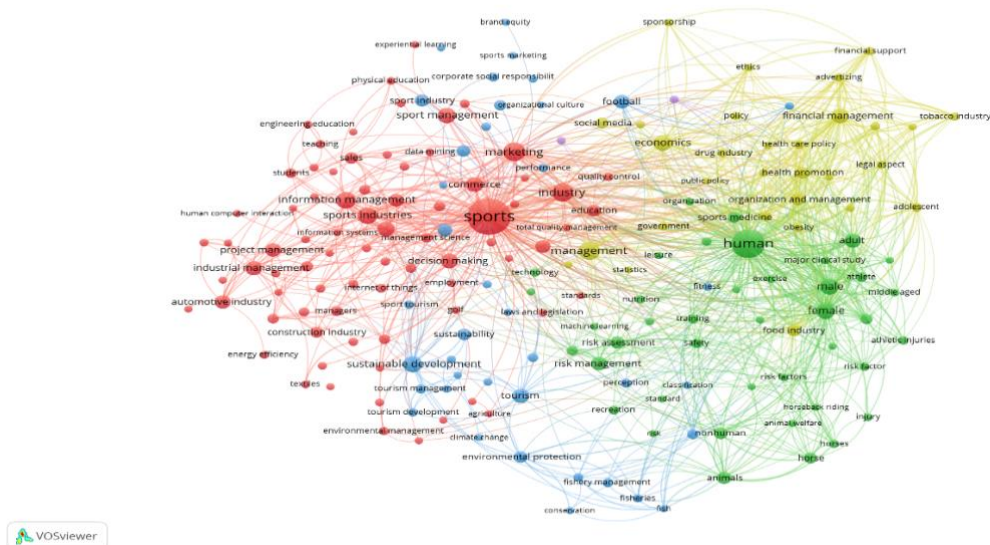 sponsorship
brand equity
experiential learning
financial support
sports marketing
ethics
physical education
corporate social responsibilit
advertizing
sport industry
organizational culture
football
sport management
financial management
tobacco industry
policy
engineering education
social media
teaching
economics
health care policy
data mining
marketing
drug industry
sales
performance
legal aspect
students
quality control
health promotion
commerce
public policy
industry
information management
organization
organization and management
adolescent
human computer interaction
sports industries
sports
education
sports medicine
information systems
total quality management
government
obesity
management science
human
adult
project management
management
decision making
leisure
major clinical study
industrial management
technology
statistics
exercise
athlete
employment
internet of things
fitness
male
middle aged
standards
nutrition
automotive industry
sport tourism
golf
laws and legislation
female
managers
training
construction industry
sustainability
machine learning
food industry
risk assessment
safety
athletic injuries
energy efficiency
sustainable development
risk management
risk factor
risk factors
textiles
tourism management
perception
classification
tourism
standard
tourism development
agriculture
recreation
horseback riding
injury
animal welfare
environmental management
risk
nonhuman
climate change
horses
environmental protection
horse
animals
fishery management
fisheries
conservation
fish
VOSviewer